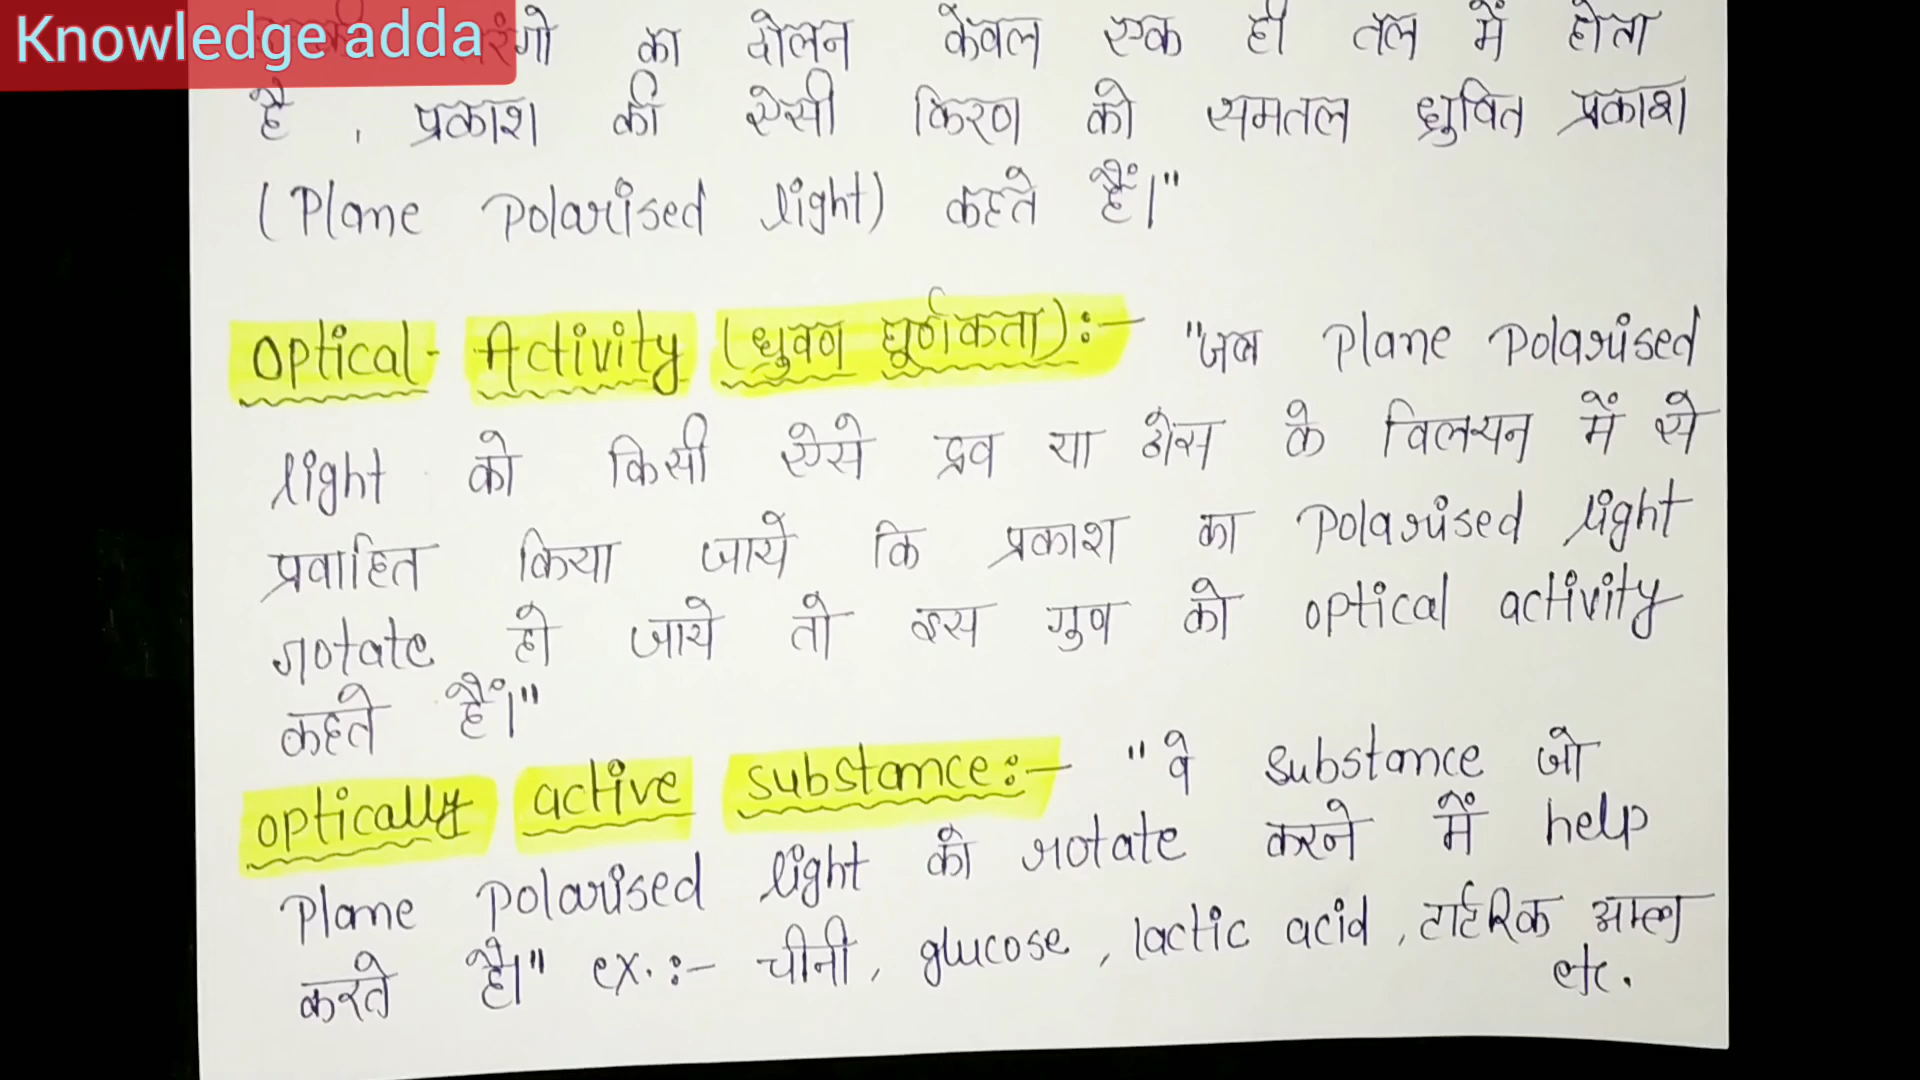 Knowledge adda
का दोलन केवल एक ही तल में होता
है , प्रकाश की ऐसी किरण को समतल ध्रुवित प्रकाश
(Plane Polarised light) कहते हैं।"
Optical- Activity (ध्रुवण घूर्णकता):- "जब Plane Polarised
light को किसी ऐसे द्रव या गैस के विलयन में से
प्रवाहित किया जाये कि प्रकाश का Polarised light
rotate हो जाये तो इस गुण को optical activity
कहते हैं।"
optically active substance:- "वे substance जो
Plane Polarised light को rotate करने में help
करते है।" ex.:- चीनी, glucose, lactic acid, टार्टरिक अम्ल
etc.